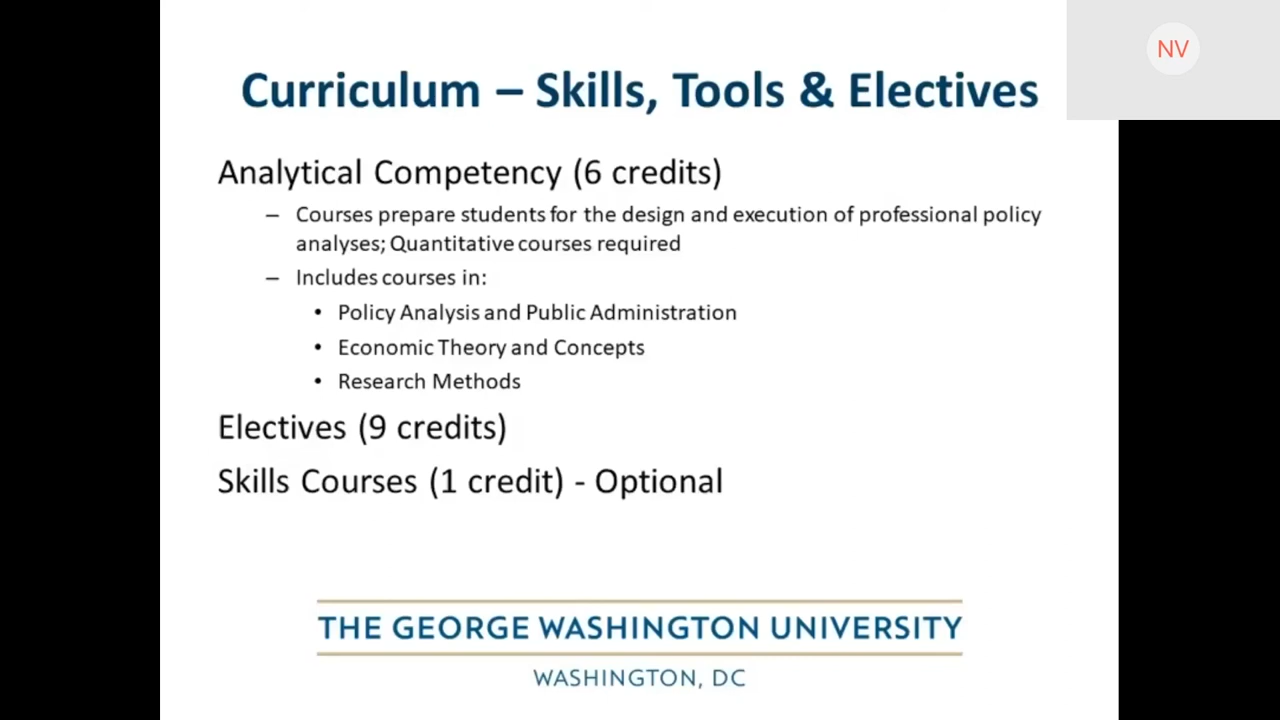 NV
Curriculum – Skills, Tools & Electives
Analytical Competency (6 credits)
– Courses prepare students for the design and execution of professional policy
analyses; Quantitative courses required
– Includes courses in:
• Policy Analysis and Public Administration
• Economic Theory and Concepts
• Research Methods
Electives (9 credits)
Skills Courses (1 credit) - Optional
THE GEORGE WASHINGTON UNIVERSITY
WASHINGTON, DC